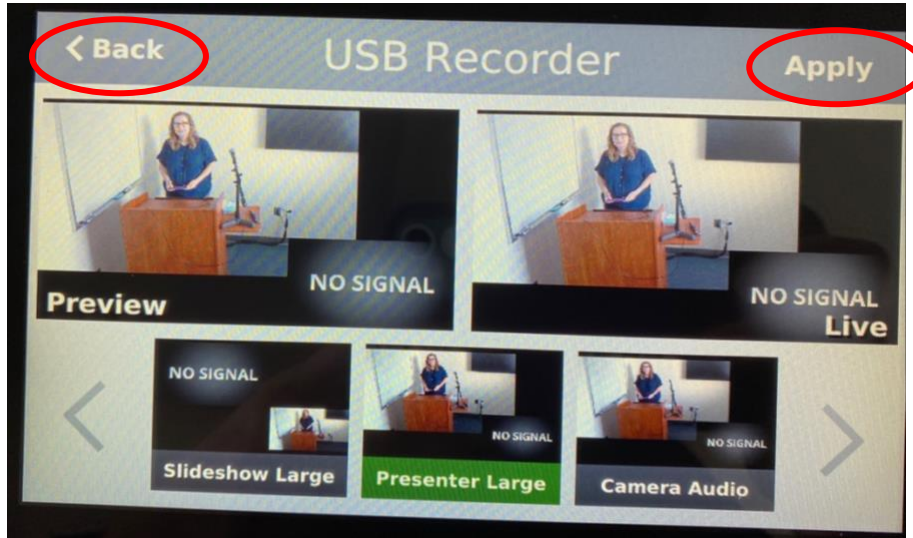 < Back
USB Recorder
Apply
NO SIGNAL
Preview
NO SIGNAL
Live
NO SIGNAL
Slideshow Large
NO SIGNAL
Presenter Large
NO SIGNAL
Camera Audio